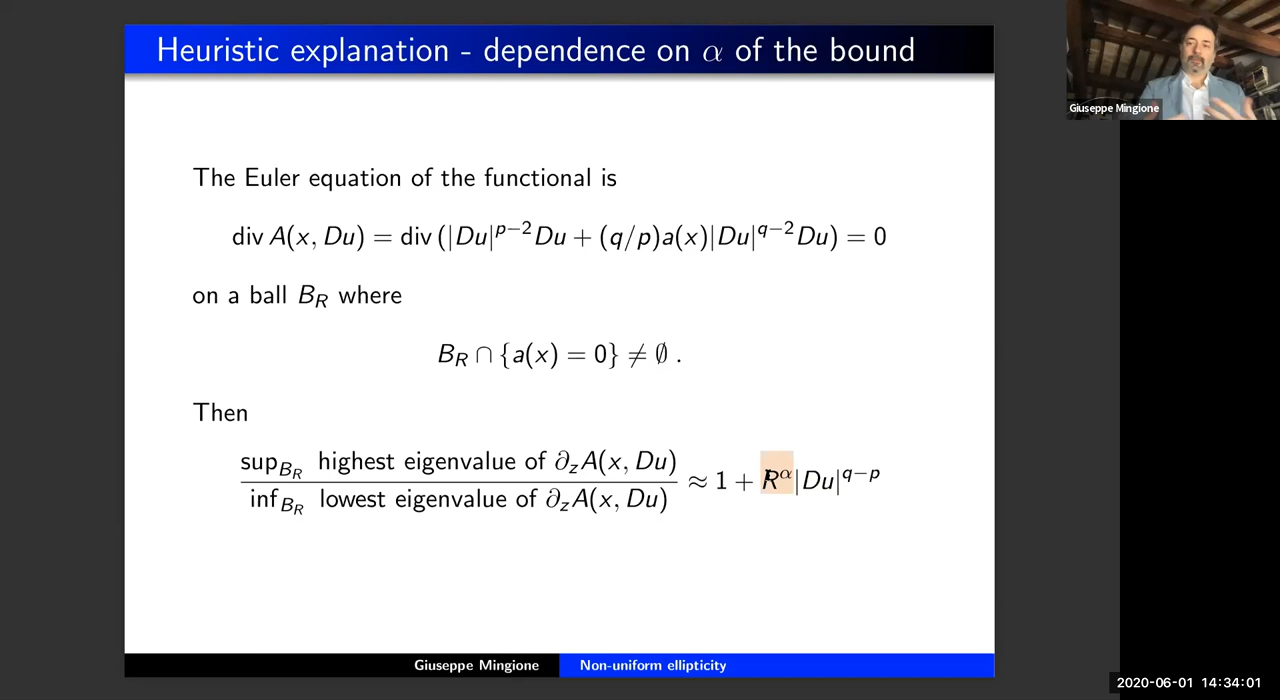 Heuristic explanation - dependence on α of the bound
Giuseppe Mingione
The Euler equation of the functional is
div A(x, Du) = div (|Du|^{p−2}Du + (q/p)a(x)|Du|^{q−2}Du) = 0
on a ball B_R where
B_R ∩ {a(x) = 0} ≠ ∅ .
Then
sup_{B_R} highest eigenvalue of ∂_z A(x, Du)
≈ 1 + R^α|Du|^{q−p}
inf_{B_R} lowest eigenvalue of ∂_z A(x, Du)
Giuseppe Mingione Non-uniform ellipticity
2020-06-01 14:34:01